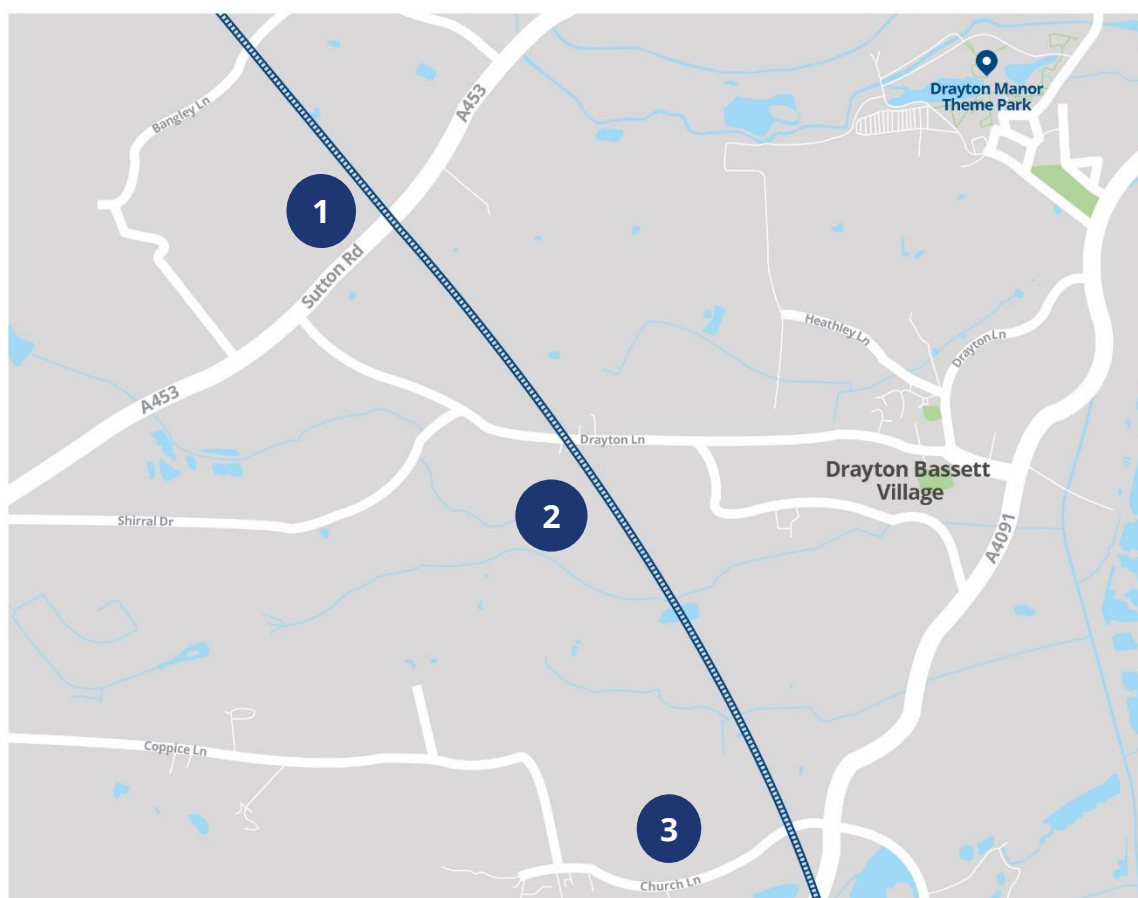 A453
Bangley Ln
Drayton Manor
Theme Park
1
Sutton Rd
Heathley Ln
Drayton Ln
A453
Drayton Ln
Drayton Bassett
Village
2
Shirral Dr
A4091
Coppice Ln
3
Church Ln